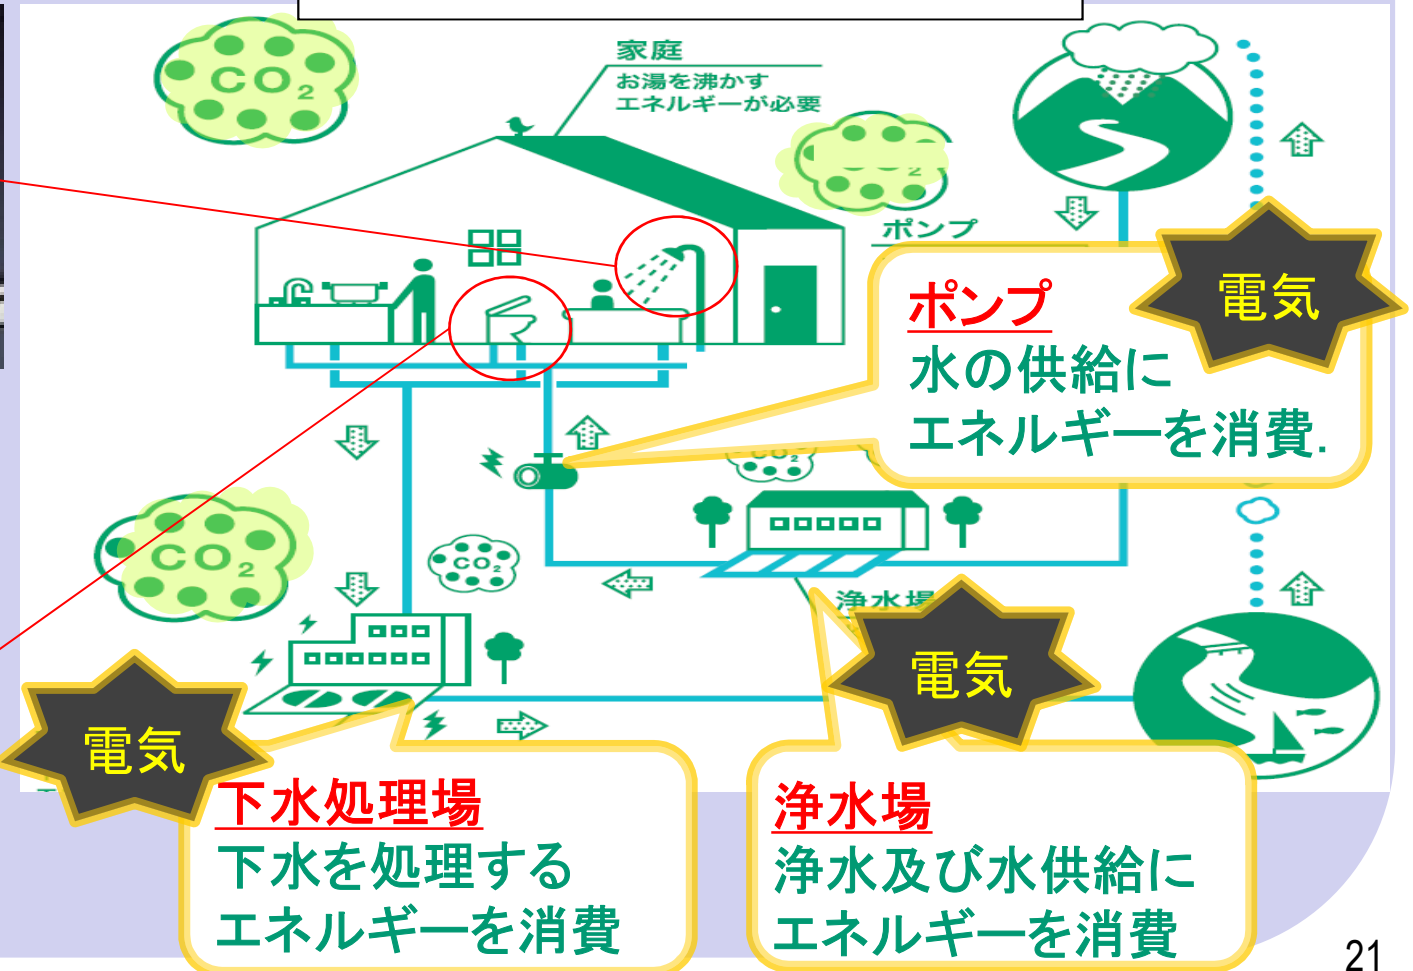 家庭
お湯を沸かす
エネルギーが必要
CO2
ポンプ
電気
ポンプ
水の供給に
エネルギーを消費.
CO2
CO2
浄水場
電気
電気
下水処理場
下水を処理する
エネルギーを消費
浄水場
浄水及び水供給に
エネルギーを消費
21